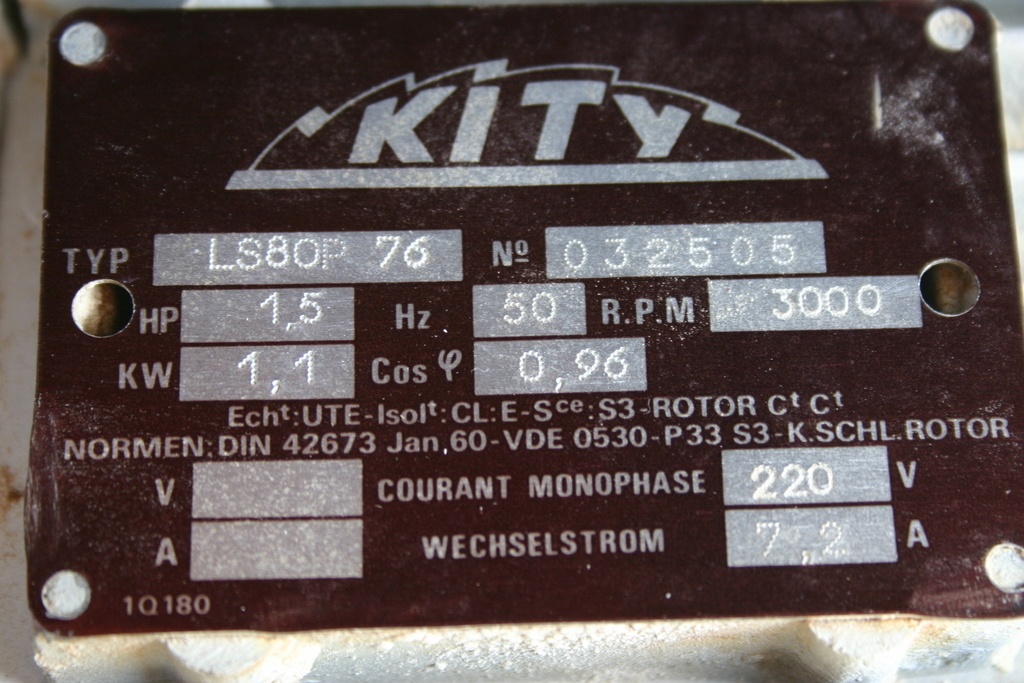 KITY
TYP LS80P 76 Nº 032505
HP 1,5 Hz 50 R.P.M 3000
KW 1,1 Cos φ 0,96
Echᵗ:UTE-Isolᵗ:CL:E-Sᶜᵉ:S3-ROTOR Cᵗ Cᵗ
NORMEN:DIN 42673 Jan,60-VDE 0530-P33 S3-K.SCHL.ROTOR
V COURANT MONOPHASE 220 V
A WECHSELSTROM 7,2 A
1Q180